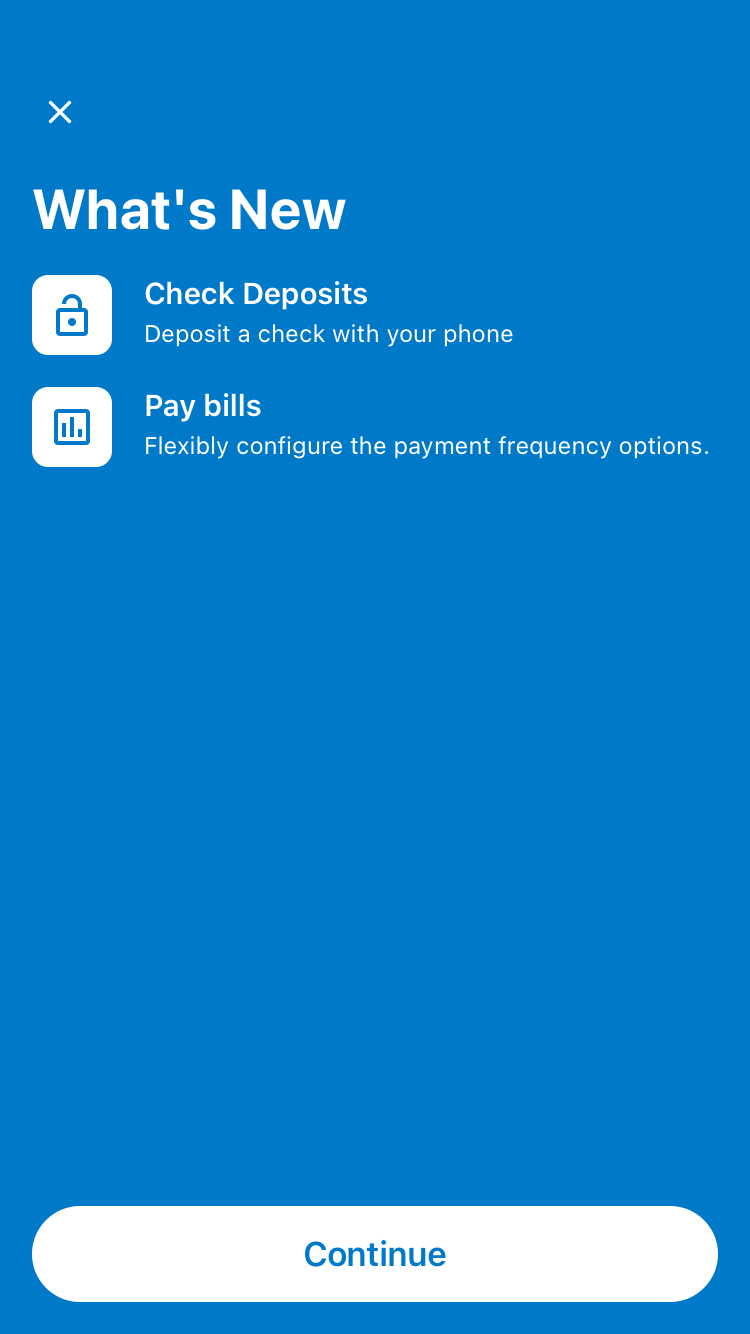 What's New
Check Deposits
Deposit a check with your phone
Pay bills
Flexibly configure the payment frequency options.
Continue